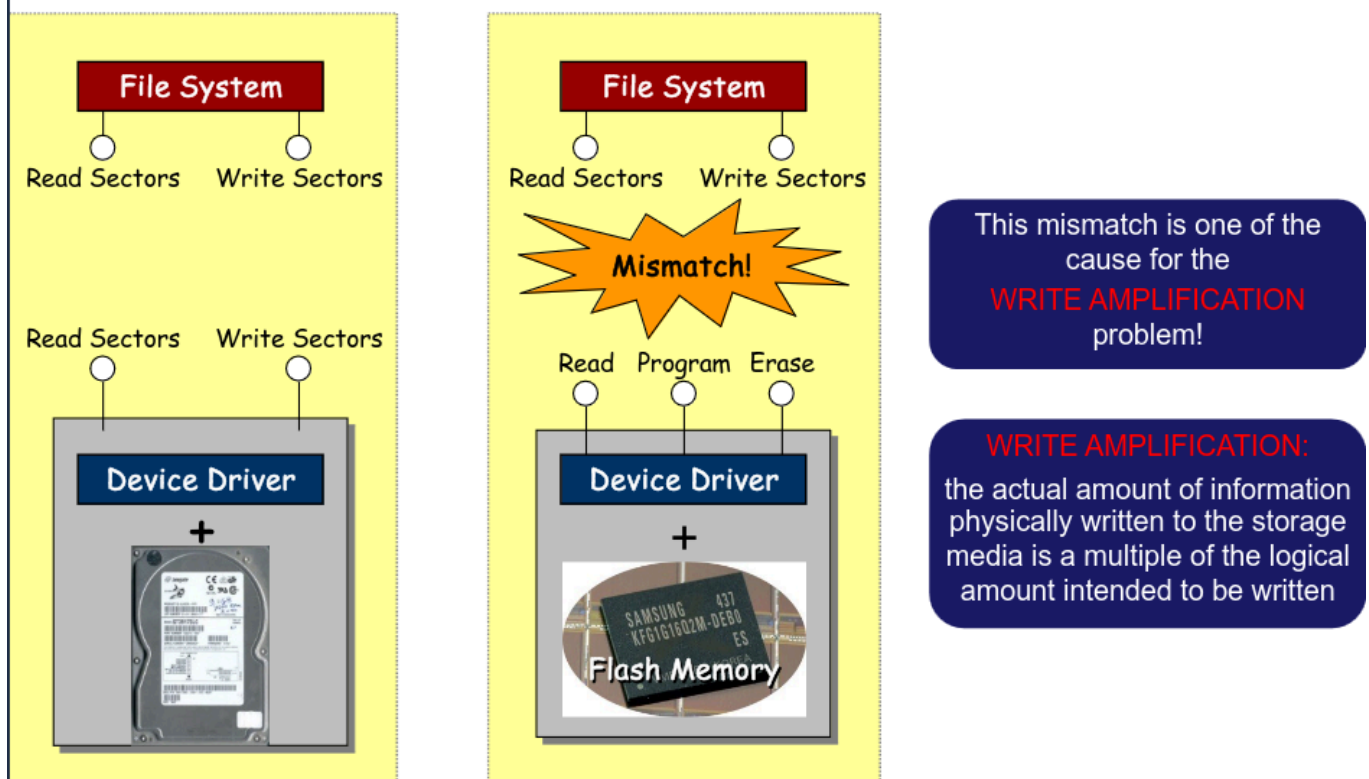 File System
Read Sectors Write Sectors
Read Sectors Write Sectors
Device Driver
+
File System
Read Sectors Write Sectors
Mismatch!
Read Program Erase
Device Driver
+
SAMSUNG 437
KFG1G16Q2M-DEB0
ES
Flash Memory
This mismatch is one of the
cause for the
WRITE AMPLIFICATION
problem!
WRITE AMPLIFICATION:
the actual amount of information
physically written to the storage
media is a multiple of the logical
amount intended to be written